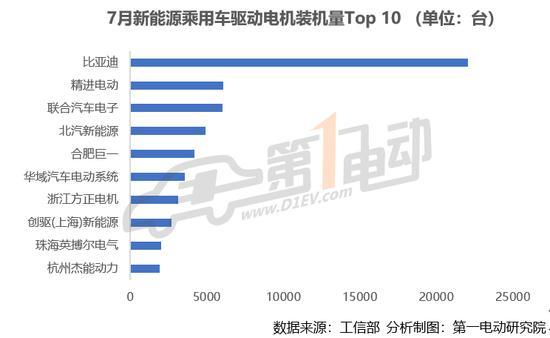 7月新能源乘用车驱动电机装机量Top 10 （单位：台）
比亚迪
精进电动
联合汽车电子
北汽新能源
合肥巨一
华域汽车电动系统
浙江方正电机
创驱(上海)新能源
珠海英搏尔电气
杭州杰能动力
第1电动
WWW.D1EV.COM
0 5000 10000 15000 20000 25000
数据来源：工信部 分析制图：第一电动研究院